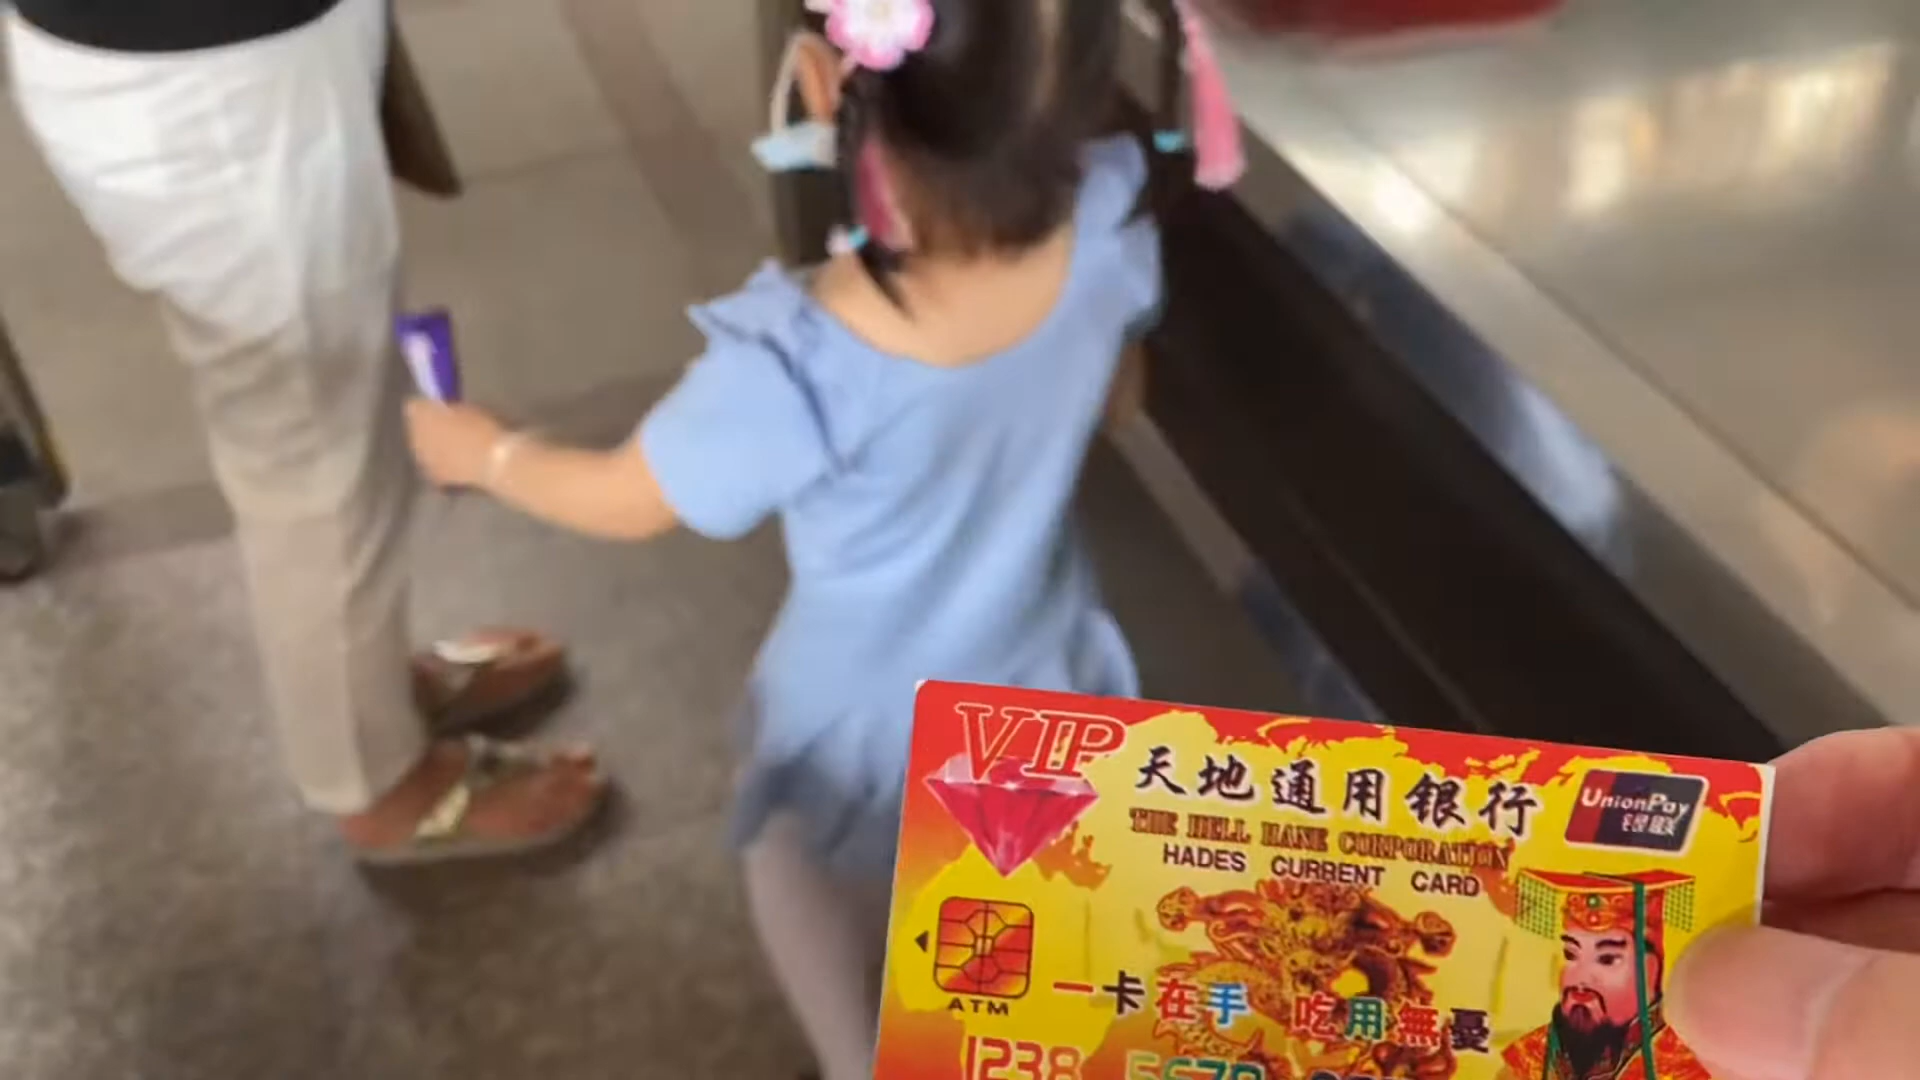 VIP
天地通用银行
UnionPay
银联
THE HELL BANE CORPORATION
HADES CURRENT CARD
ATM
一卡在手 吃用無憂
1238